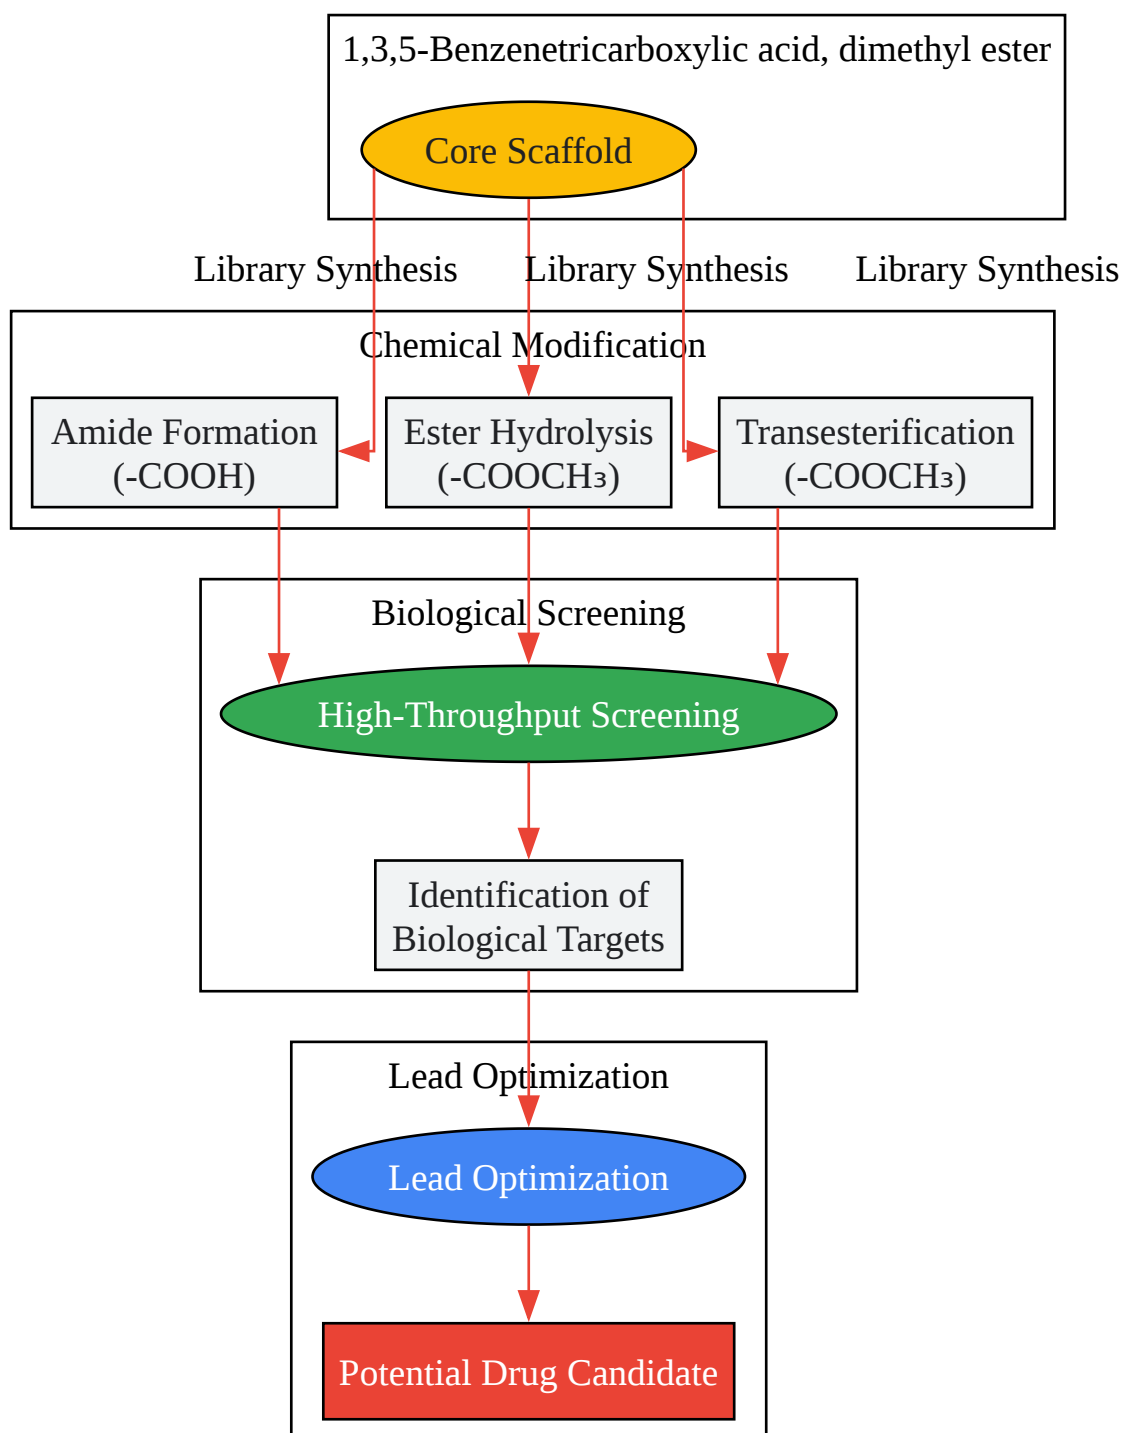 1,3,5-Benzenetricarboxylic acid, dimethyl ester
Core Scaffold
Library Synthesis
Library Synthesis
Library Synthesis
Chemical Modification
Amide Formation
(-COOH)
Ester Hydrolysis
(-COOCH₃)
Transesterification
(-COOCH₃)
Biological Screening
High-Throughput Screening
Identification of
Biological Targets
Lead Optimization
Lead Optimization
Potential Drug Candidate